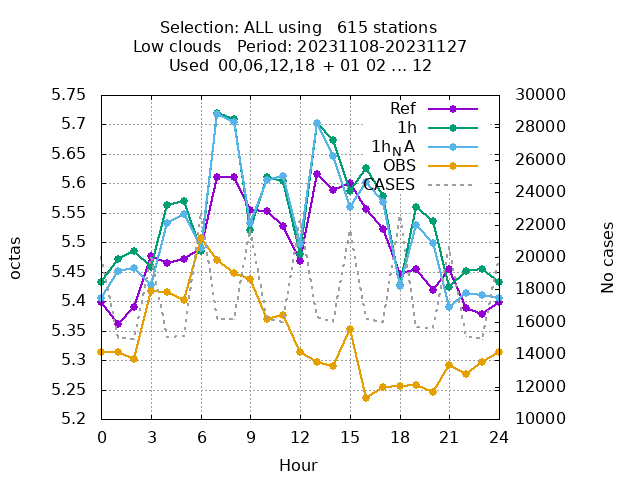 Selection: ALL using   615 stations
Low clouds   Period: 20231108-20231127
Used  00,06,12,18  + 01 02 ... 12
5.75
5.7
5.65
5.6
5.55
5.5
5.45
5.4
5.35
5.3
5.25
5.2
octas
Ref
1h
1h_NA
OBS
CASES
30000
28000
26000
24000
22000
20000
18000
16000
14000
12000
10000
No cases
0 3 6 9 12 15 18 21 24
Hour